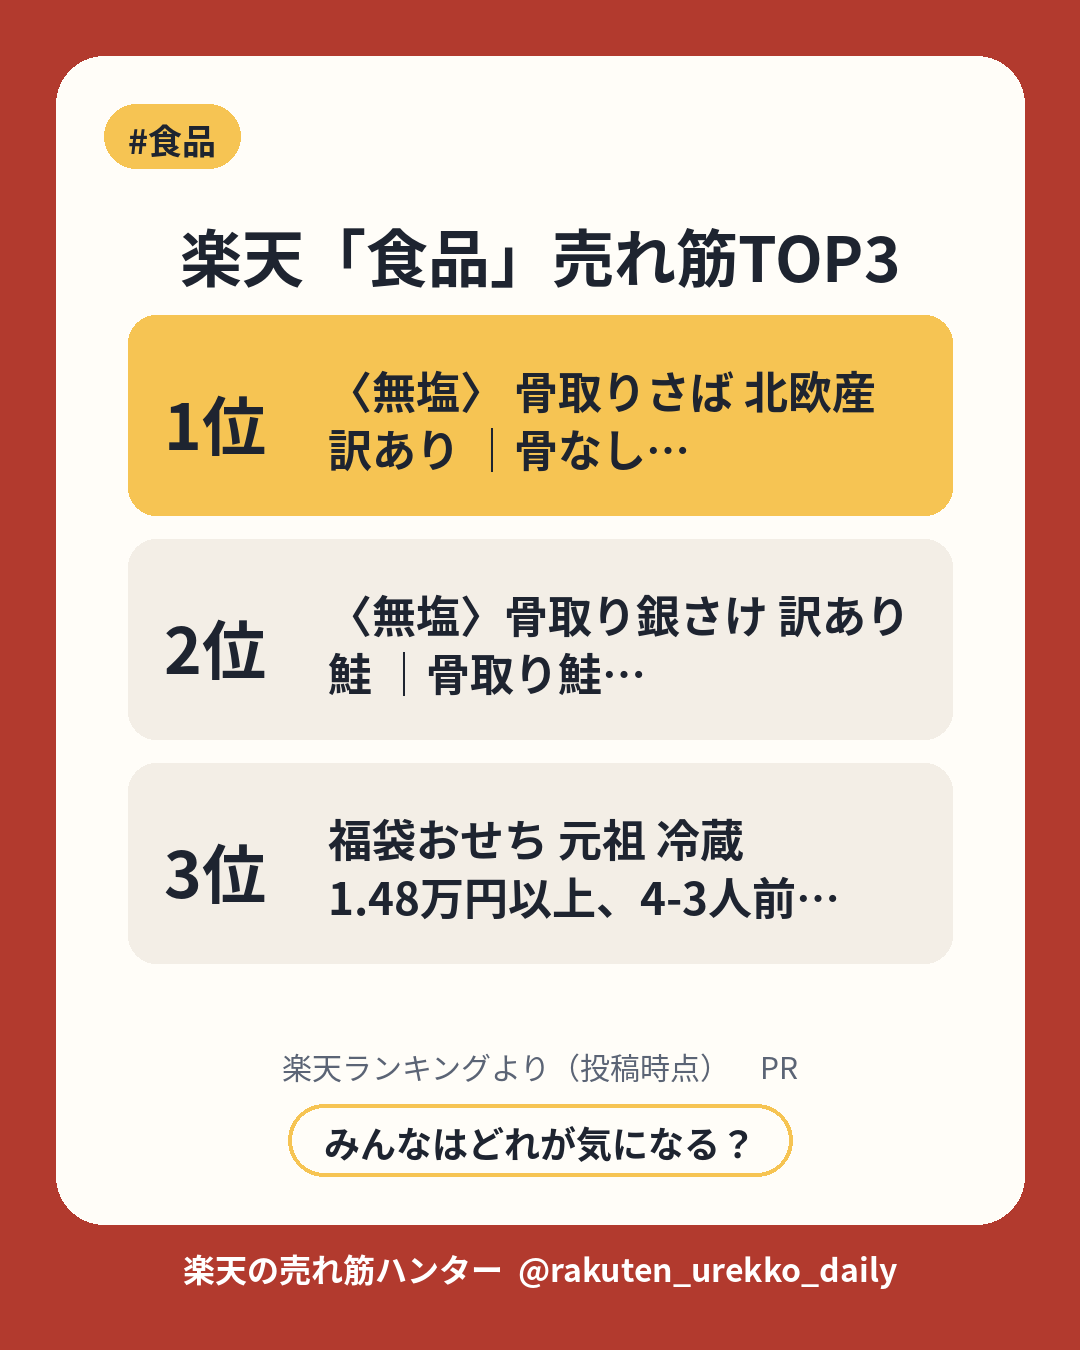 #食品
楽天「食品」売れ筋TOP3
1位
〈無塩〉 骨取りさば 北欧産
訳あり ｜骨なし…
2位
〈無塩〉骨取り銀さけ 訳あり
鮭 ｜骨取り鮭…
3位
福袋おせち 元祖 冷蔵
1.48万円以上、4-3人前…
楽天ランキングより（投稿時点） PR
みんなはどれが気になる？
楽天の売れ筋ハンター @rakuten_urekko_daily